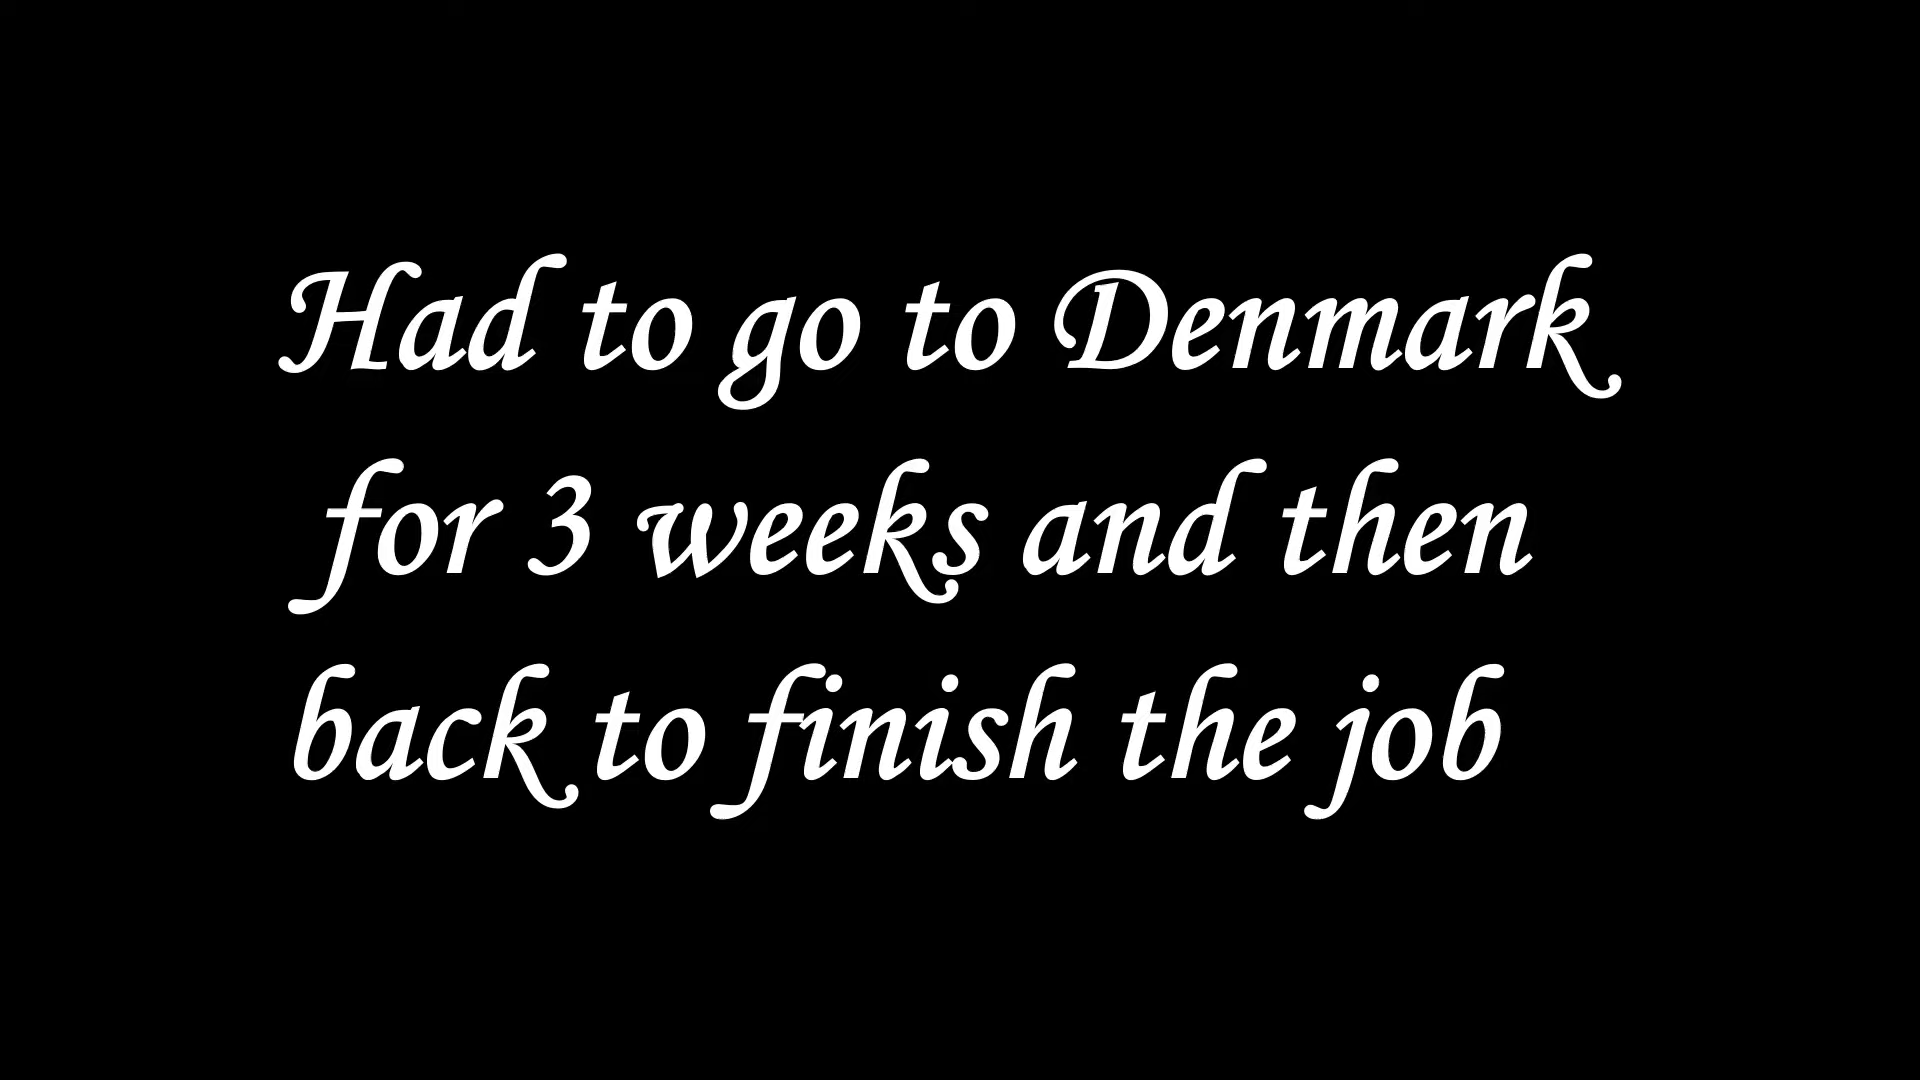 Had to go to Denmark
for 3 weeks and then
back to finish the job